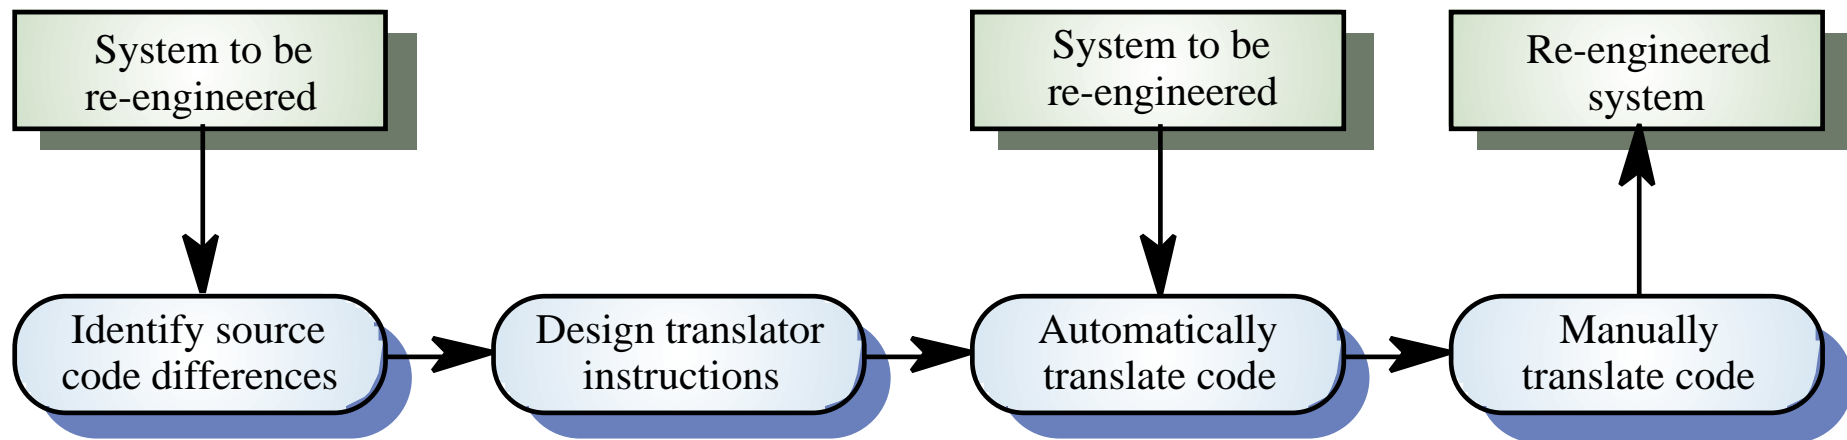 System to be
re-engineered
System to be
re-engineered
Re-engineered
system
Identify source
code differences
Design translator
instructions
Automatically
translate code
Manually
translate code